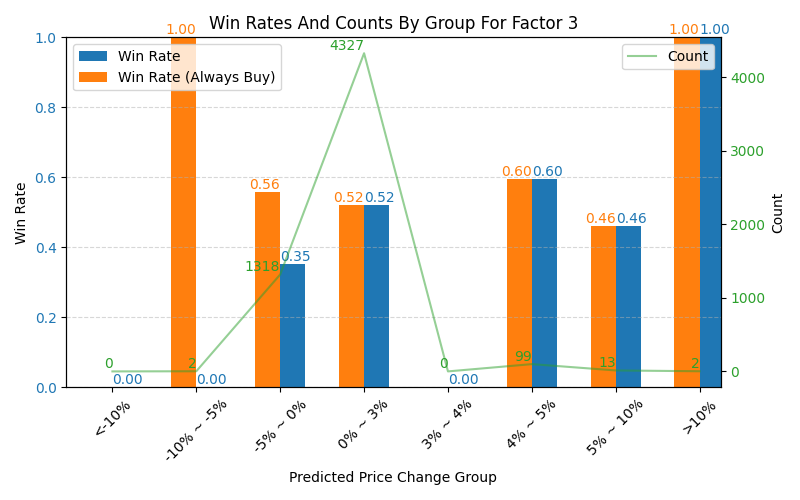 Win Rates And Counts By Group For Factor 3
1.00 1.00 1.00
4327
Win Rate
Win Rate (Always Buy)
Count
0.56 0.35 0.52 0.52 0.60 0.60 0.46 0.46
1318
0 2 0 99 13 2
0.00 0.00 0.00
1.0
0.8
0.6
0.4
0.2
0.0
Win Rate
4000
3000
2000
1000
0
Count
<-10% -10% ~ -5% -5% ~ 0% 0% ~ 3% 3% ~ 4% 4% ~ 5% 5% ~ 10% >10%
Predicted Price Change Group